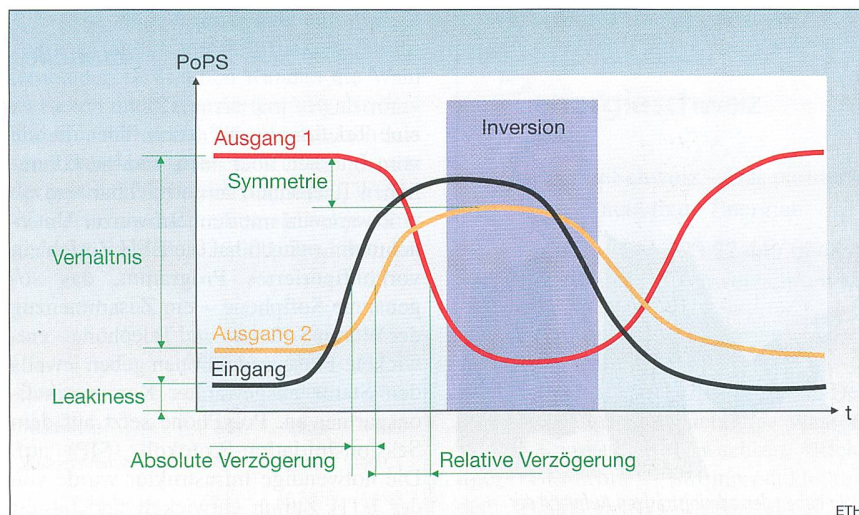 PoPS
Ausgang 1
Inversion
Symmetrie
Verhältnis
Ausgang 2
Eingang
Leakiness
t
Absolute Verzögerung
Relative Verzögerung
ETH